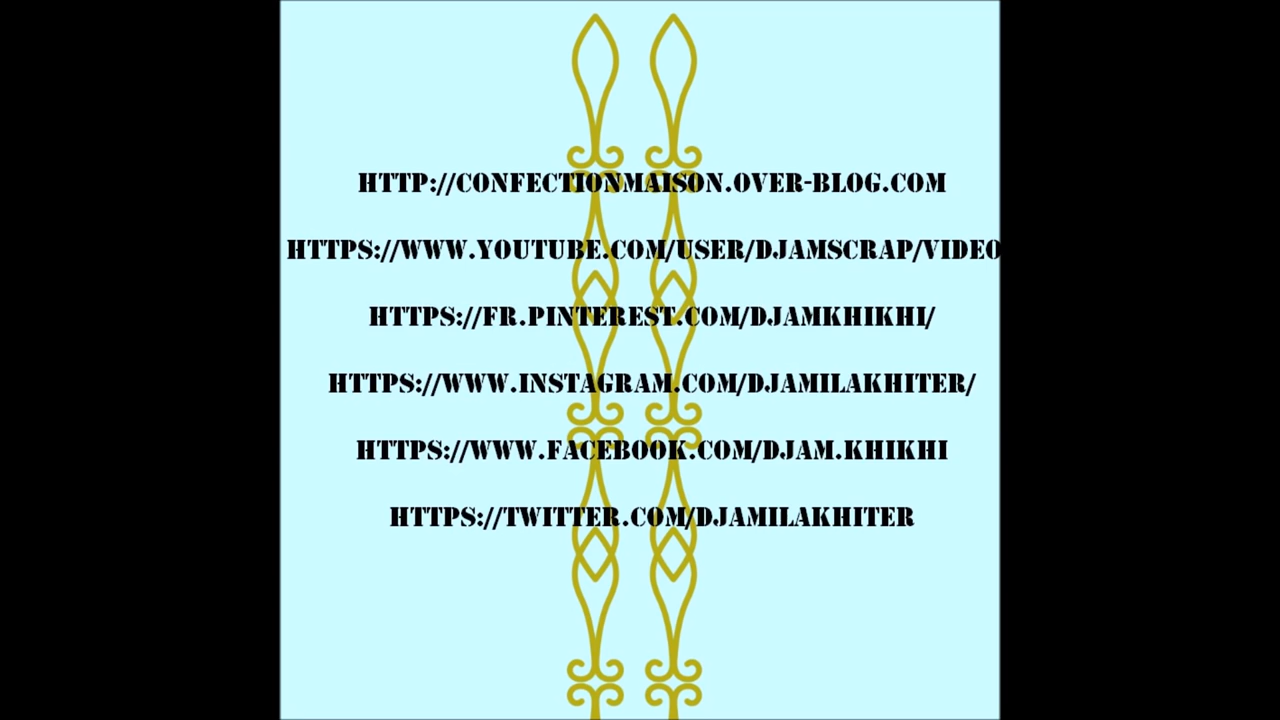 HTTP://CONFECTIONMAISON.OVER-BLOG.COM
HTTPS://WWW.YOUTUBE.COM/USER/DJAMSCRAP/VIDEO
HTTPS://FR.PINTEREST.COM/DJAMKHIKHI/
HTTPS://WWW.INSTAGRAM.COM/DJAMILAKHITER/
HTTPS://WWW.FACEBOOK.COM/DJAM.KHIKHI
HTTPS://TWITTER.COM/DJAMILAKHITER